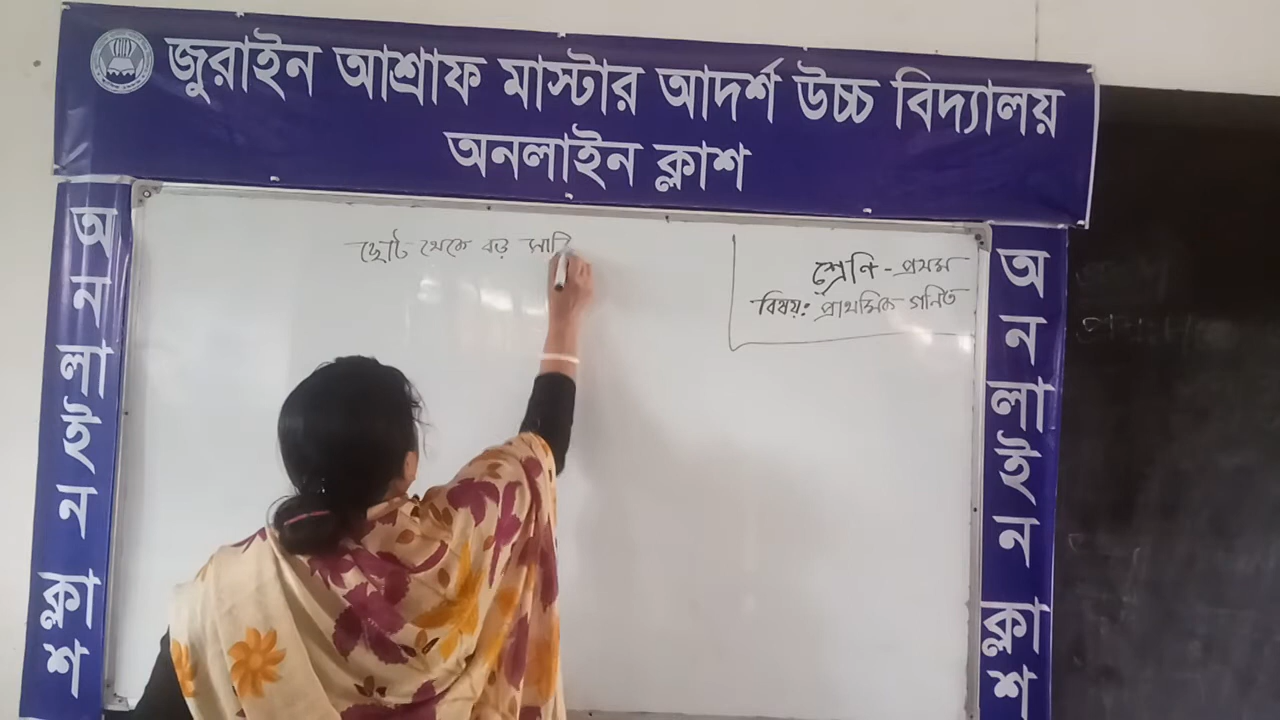 জুরাইন আশ্রাফ মাস্টার আদর্শ উচ্চ বিদ্যালয়
অনলাইন ক্লাশ
অনলাইন ক্লাশ
ছোট থেকে বড় সাি
শ্রেণি - প্রথম
বিষয়: প্রাথমিক গনিত
অনলাইন ক্লাশ